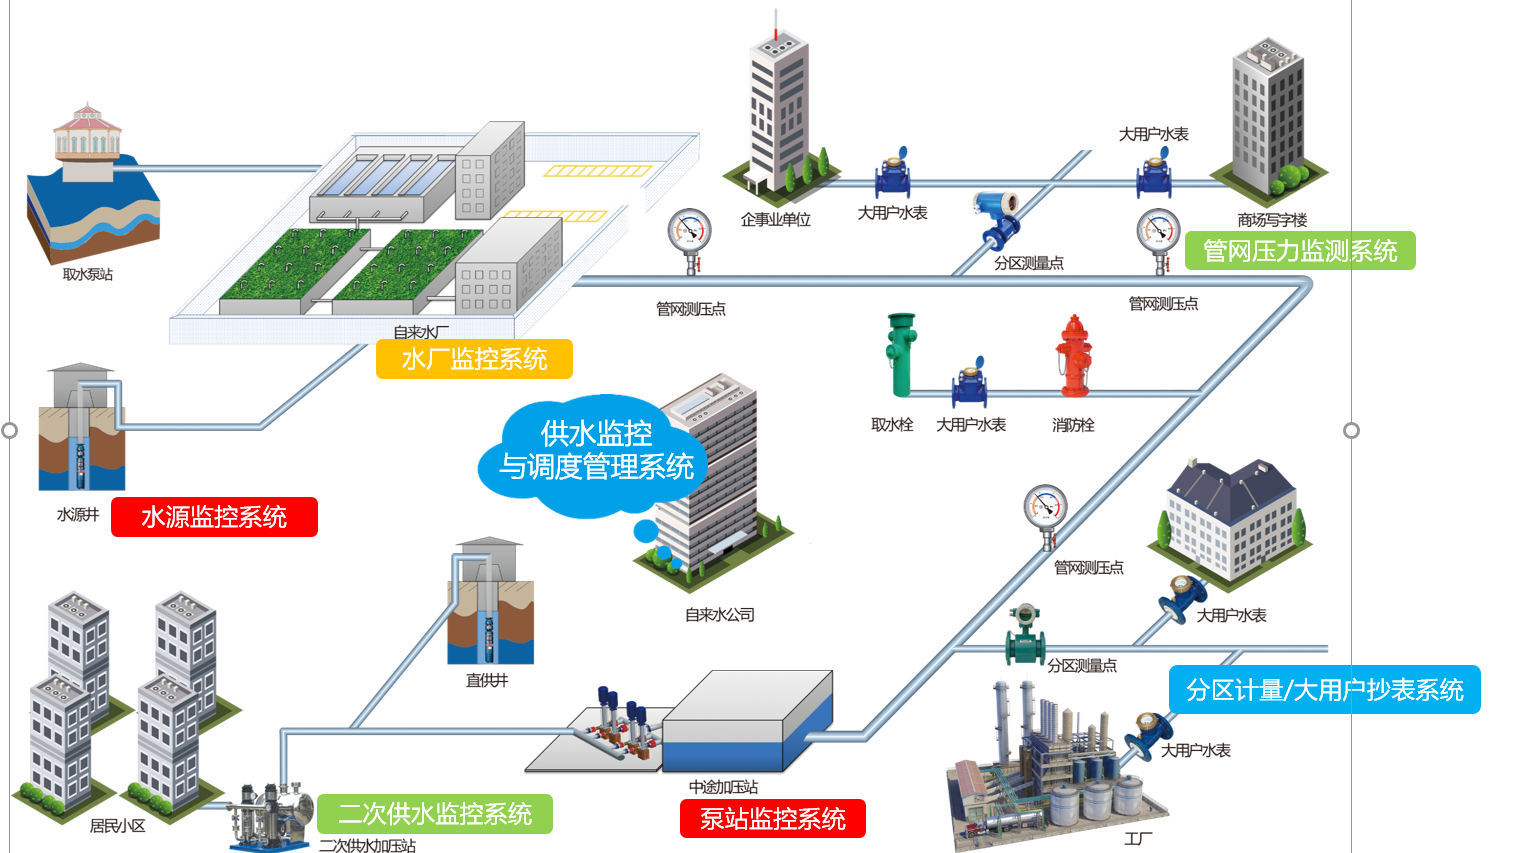 大用户水表
企事业单位
大用户水表
商场写字楼
管网压力监测系统
分区测量点
取水泵站
管网测压点
管网测压点
自来水厂
水厂监控系统
供水监控
与调度管理系统
取水栓
大用户水表
消防栓
水源井
水源监控系统
管网测压点
自来水公司
大用户水表
分区测量点
直供井
分区计量/大用户抄表系统
大用户水表
中途加压站
泵站监控系统
二次供水监控系统
居民小区
二次供水加压站
工厂